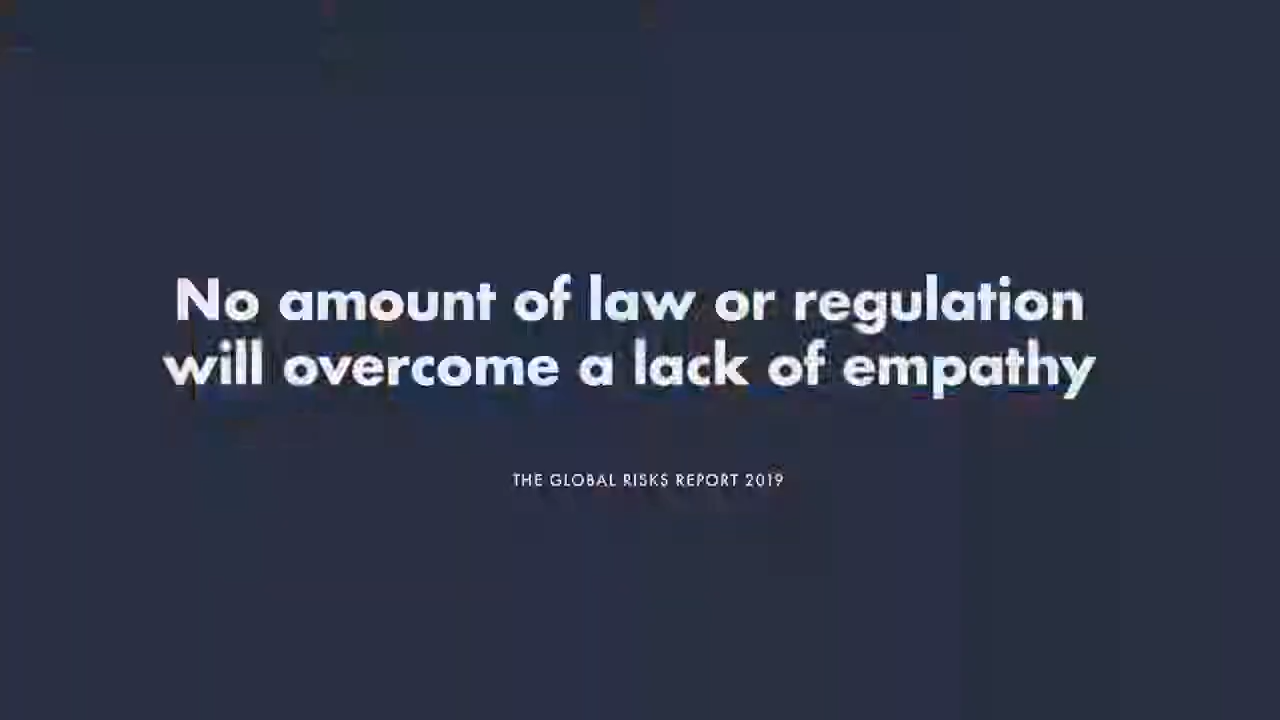 No amount of law or regulation
will overcome a lack of empathy
THE GLOBAL RISKS REPORT 2019